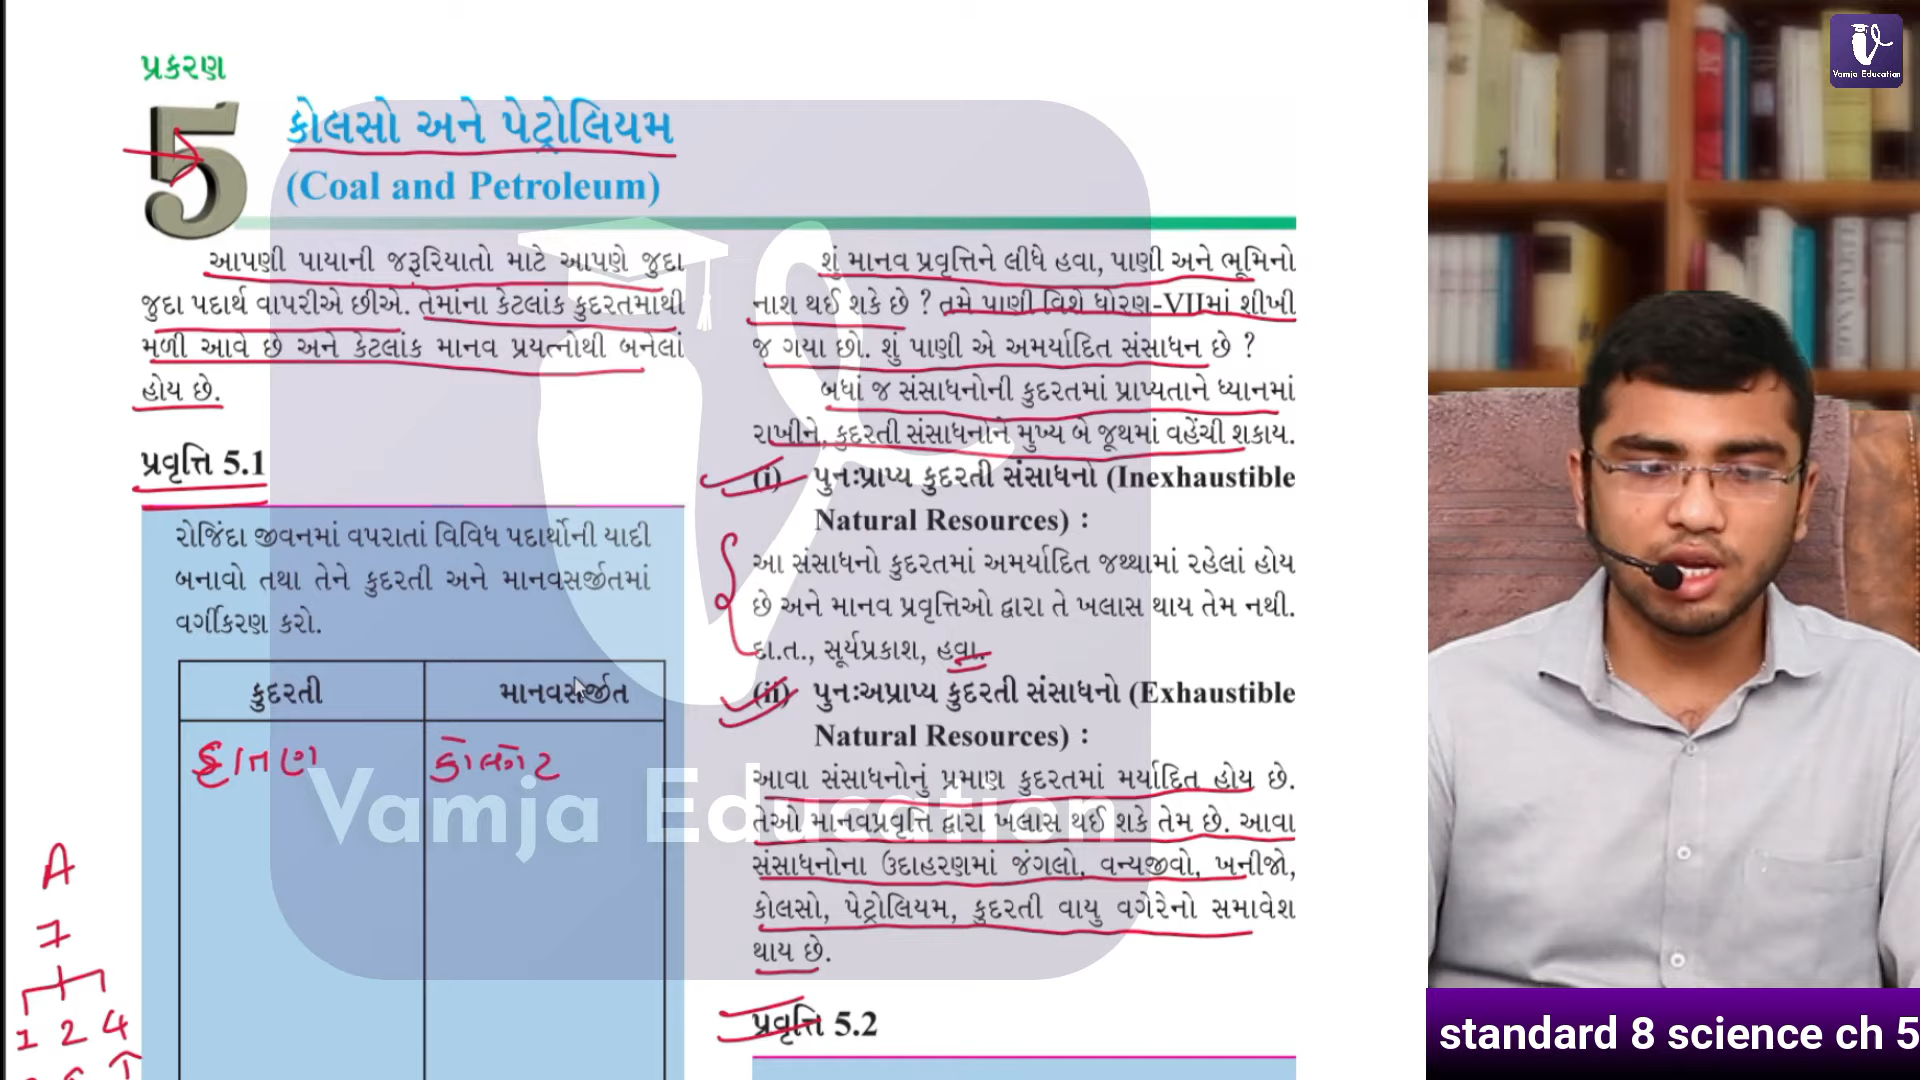 પ્રકરણ
5
કોલસો અને પેટ્રોલિયમ
(Coal and Petroleum)
આપણી પાયાની જરૂરિયાતો માટે આપણે જુદા
જુદા પદાર્થ વાપરીએ છીએ. તેમાંના કેટલાંક કુદરતમાંથી
મળી આવે છે અને કેટલાંક માનવ પ્રયત્નોથી બનેલાં
હોય છે.
પ્રવૃત્તિ 5.1
રોજિંદા જીવનમાં વપરાતાં વિવિધ પદાર્થોની યાદી
બનાવો તથા તેને કુદરતી અને માનવસર્જીતમાં
વર્ગીકરણ કરો.
કુદરતી માનવસર્જીત
A
7
1 2 4
શું માનવ પ્રવૃત્તિને લીધે હવા, પાણી અને ભૂમિનો
નાશ થઈ શકે છે ? તમે પાણી વિશે ધોરણ-VIIમાં શીખી
જ ગયા છો. શું પાણી એ અમર્યાદિત સંસાધન છે ?
બધાં જ સંસાધનોની કુદરતમાં પ્રાપ્યતાને ધ્યાનમાં
રાખીને, કુદરતી સંસાધનોને મુખ્ય બે જૂથમાં વહેંચી શકાય.
(i) પુનઃપ્રાપ્ય કુદરતી સંસાધનો (Inexhaustible
Natural Resources) :
આ સંસાધનો કુદરતમાં અમર્યાદિત જથ્થામાં રહેલાં હોય
છે અને માનવ પ્રવૃત્તિઓ દ્વારા તે ખલાસ થાય તેમ નથી.
દા.ત., સૂર્યપ્રકાશ, હવા.
(ii) પુનઃઅપ્રાપ્ય કુદરતી સંસાધનો (Exhaustible
Natural Resources) :
આવા સંસાધનોનું પ્રમાણ કુદરતમાં મર્યાદિત હોય છે.
તેઓ માનવપ્રવૃત્તિ દ્વારા ખલાસ થઈ શકે તેમ છે. આવા
સંસાધનોના ઉદાહરણમાં જંગલો, વન્યજીવો, ખનીજો,
કોલસો, પેટ્રોલિયમ, કુદરતી વાયુ વગેરેનો સમાવેશ
થાય છે.
પ્રવૃત્તિ 5.2
Vamja Education
Vamja Education
standard 8 science ch 5